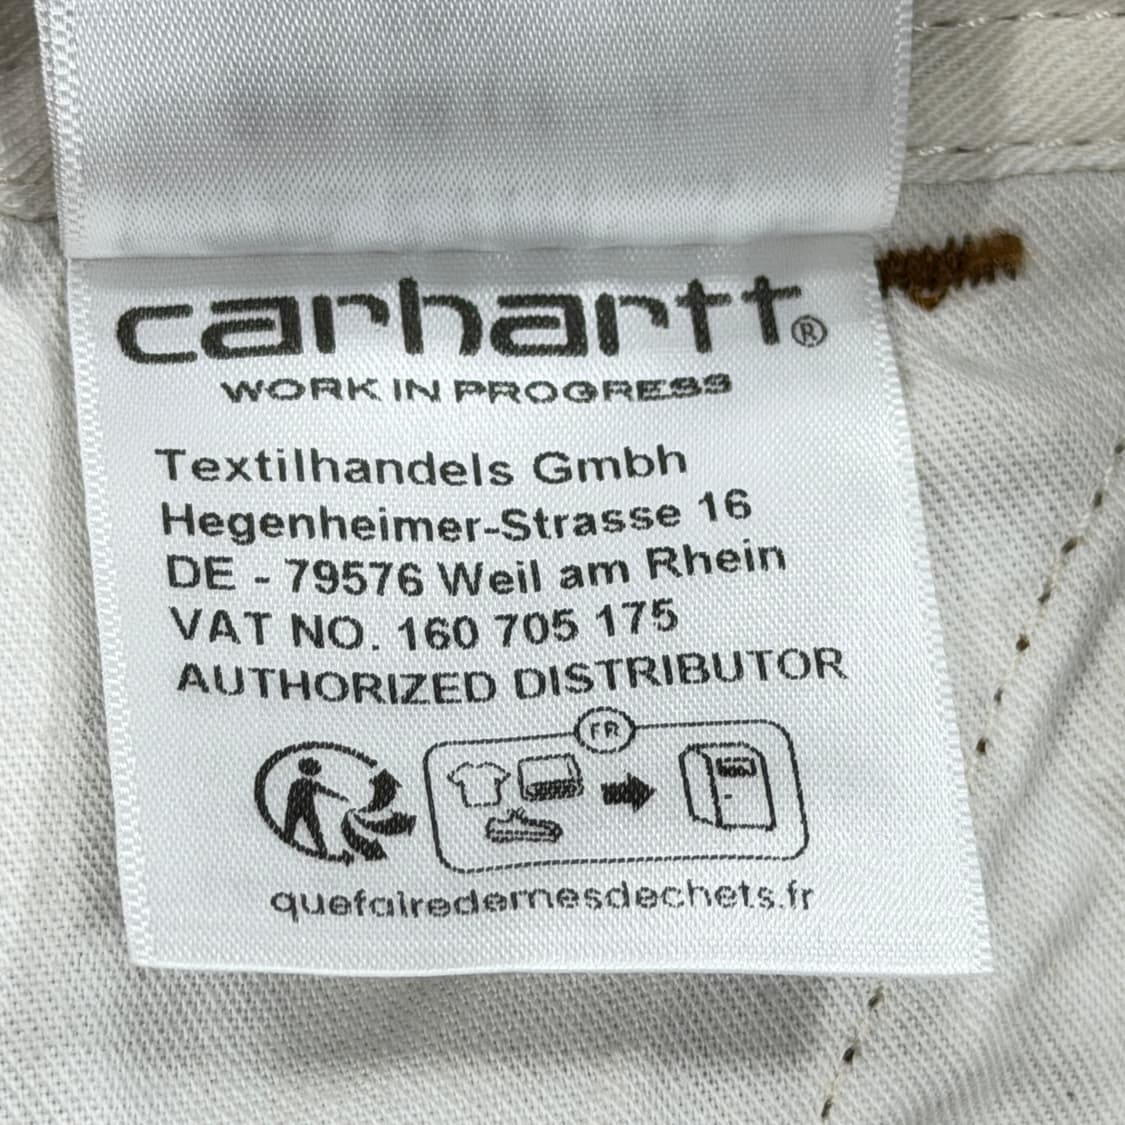 carhartt®
WORK IN PROGRESS
Textilhandels Gmbh
Hegenheimer-Strasse 16
DE - 79576 Weil am Rhein
VAT NO. 160 705 175
AUTHORIZED DISTRIBUTOR
FR
quefairedemesdechets.fr